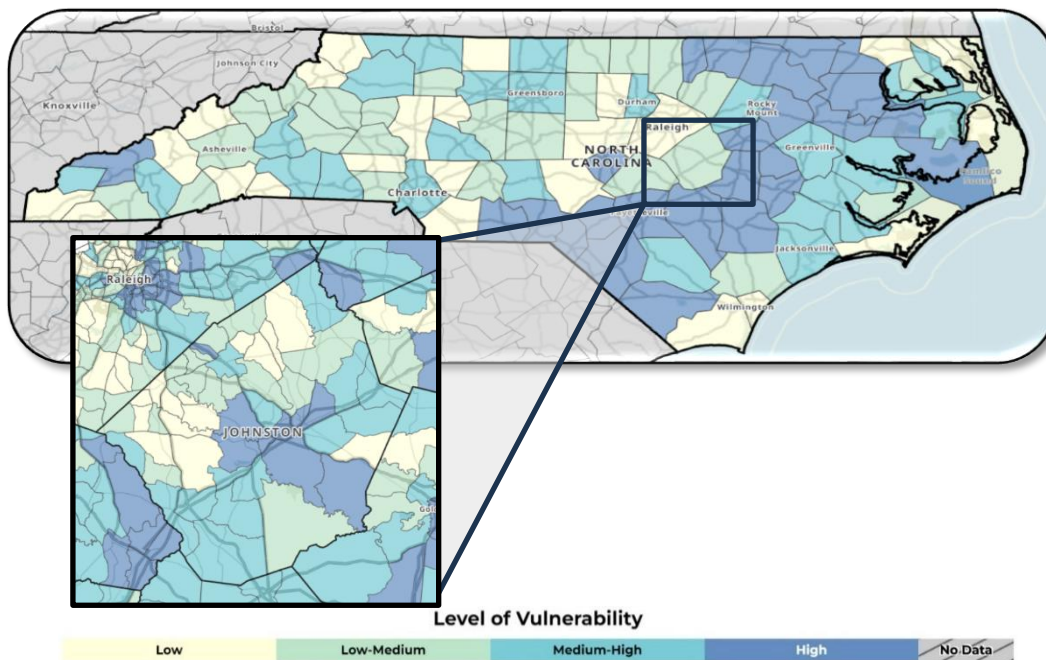 Bristol
Johnson City
Knoxville
Greensboro
Durham
Rocky
Mount
Raleigh
NORTH
CAROLINA
Asheville
Greenville
Charlotte
Jacksonville
Wilmington
Raleigh
JOHNSTON
Level of Vulnerability
Low
Low-Medium
Medium-High
High
No Data